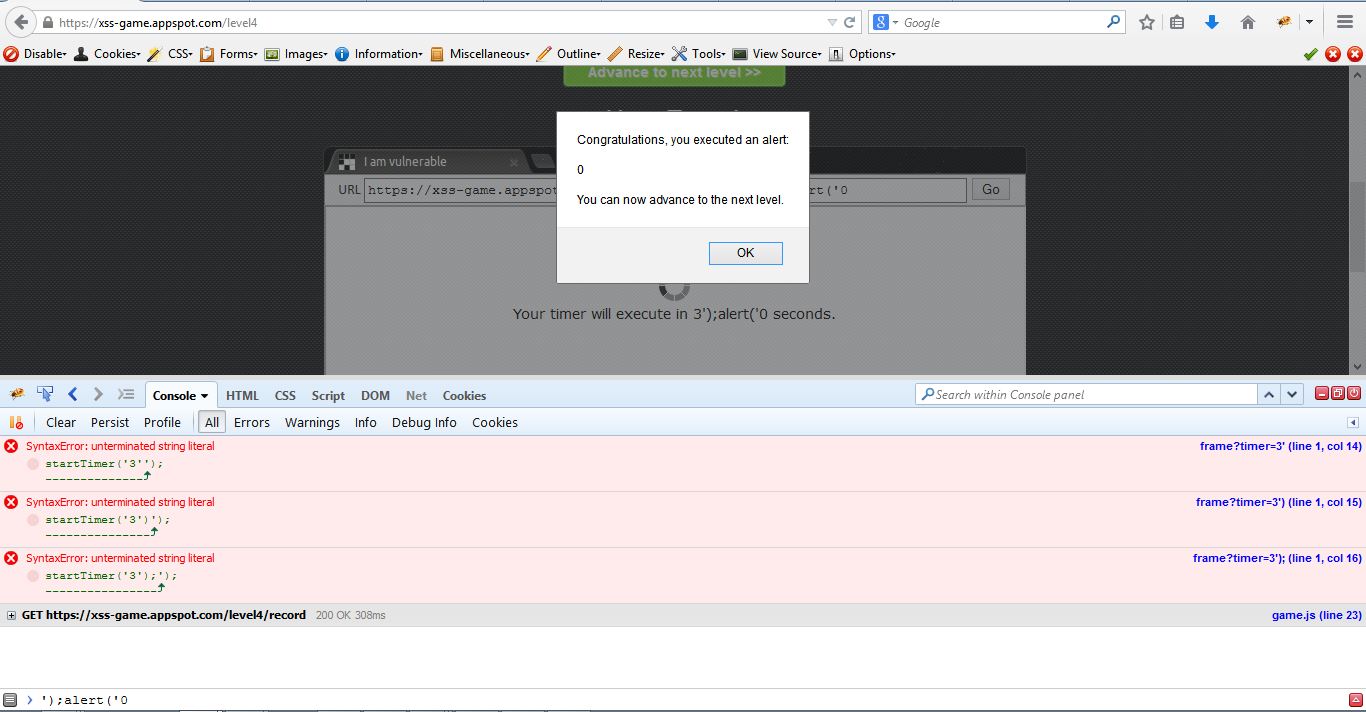 https://xss-game.appspot.com/level4
Google
Disable Cookies CSS Forms Images Information Miscellaneous Outline Resize Tools View Source Options
Advance to next level >>
Congratulations, you executed an alert:
0
You can now advance to the next level.
OK
I am vulnerable
URL https://xss-game.appspot rt('0 Go
Your timer will execute in 3');alert('0 seconds.
Console HTML CSS Script DOM Net Cookies
Search within Console panel
Clear Persist Profile All Errors Warnings Info Debug Info Cookies
SyntaxError: unterminated string literal frame?timer=3' (line 1, col 14)
startTimer('3'');
SyntaxError: unterminated string literal frame?timer=3') (line 1, col 15)
startTimer('3')');
SyntaxError: unterminated string literal frame?timer=3'); (line 1, col 16)
startTimer('3');');
GET https://xss-game.appspot.com/level4/record 200 OK 308ms game.js (line 23)
');alert('0